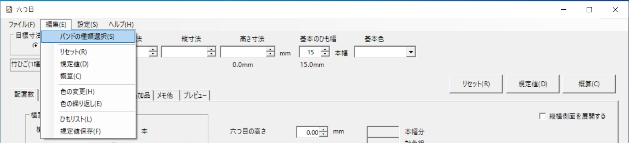 六つ目
ファイル(F) 編集(E) 設定(S) ヘルプ(H)
目標寸法 法 縦寸法 高さ寸法 基本のひも幅 基本色
バンドの種類選択(S)
mm 15 本幅
リセット(R)
竹ひご(1幅
0.0mm 15.0mm
規定値(D)
概算(C)
リセット(R) 規定値(D) 概算(C)
色の変更(H)
配置数 加品 メモ他 プレビュー
色の繰り返し(E)
縦横側面を展開する
ひもリスト(L)
規定値保存(F)
本 六つ目の高さ 0.00 mm 本幅分